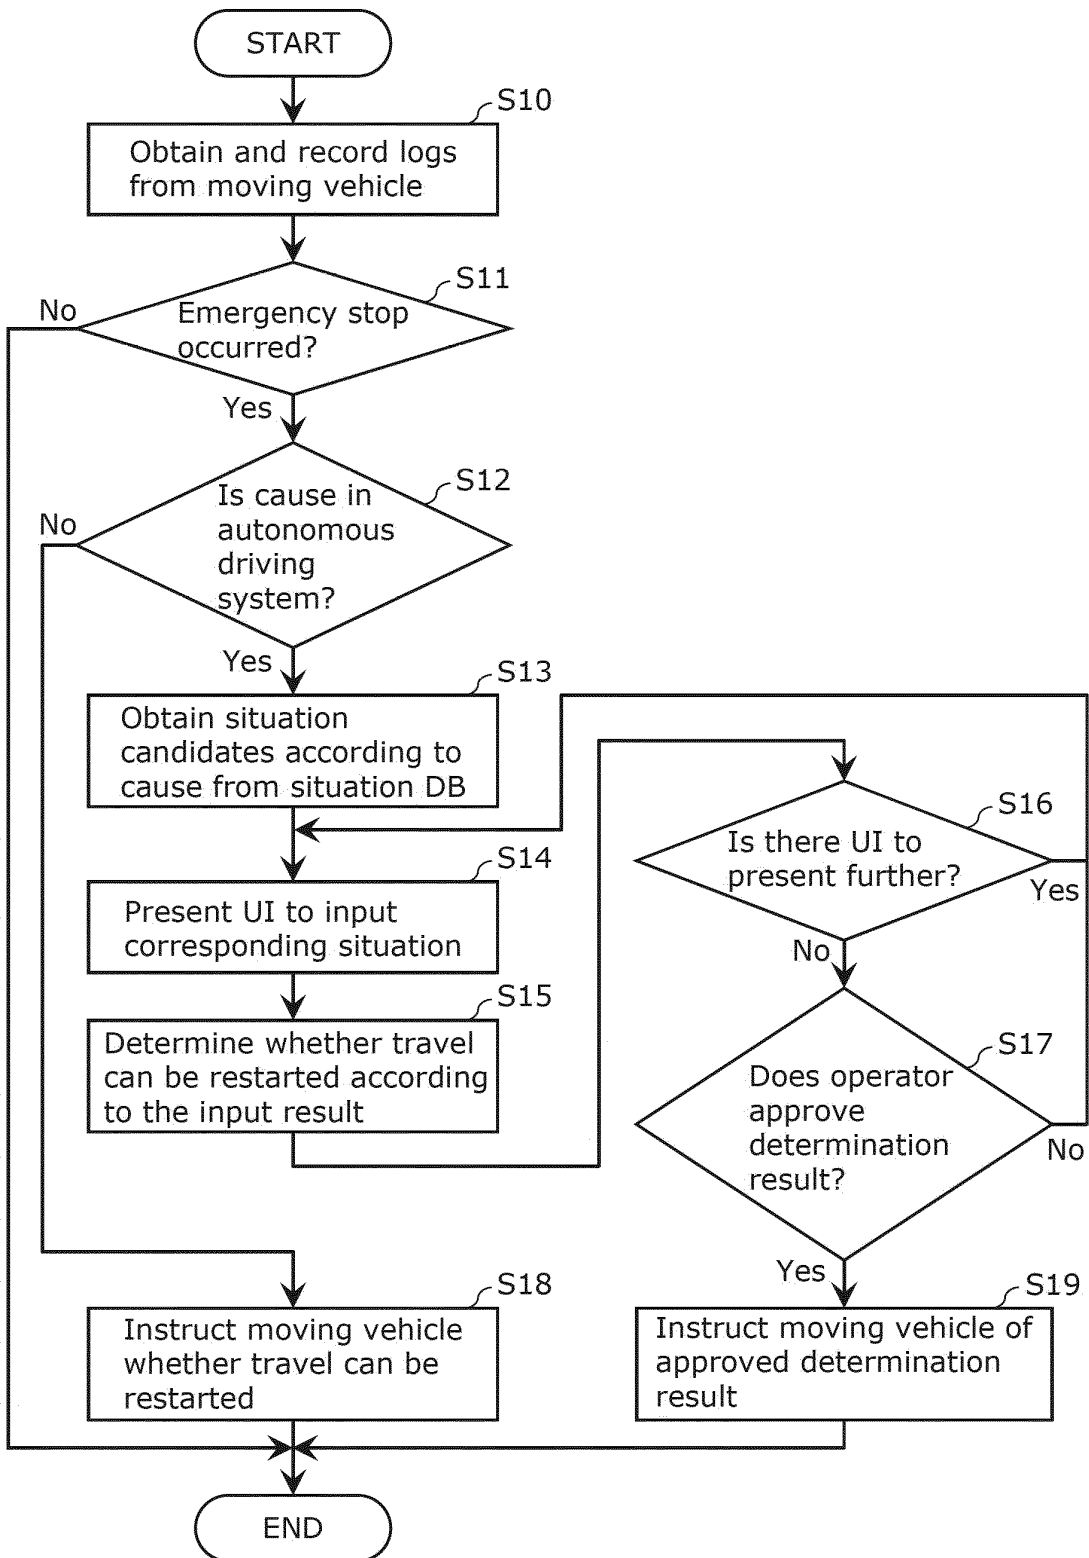 START
S10
Obtain and record logs
from moving vehicle
S11
No
Emergency stop
occurred?
Yes
S12
No
Is cause in
autonomous
driving
system?
Yes
S13
Obtain situation
candidates according to
cause from situation DB
S14
Present UI to input
corresponding situation
S15
Determine whether travel
can be restarted according
to the input result
S16
Is there UI to
present further?
Yes
No
S17
Does operator
approve
determination
result?
No
Yes
S18
Instruct moving vehicle
whether travel can be
restarted
S19
Instruct moving vehicle of
approved determination
result
END